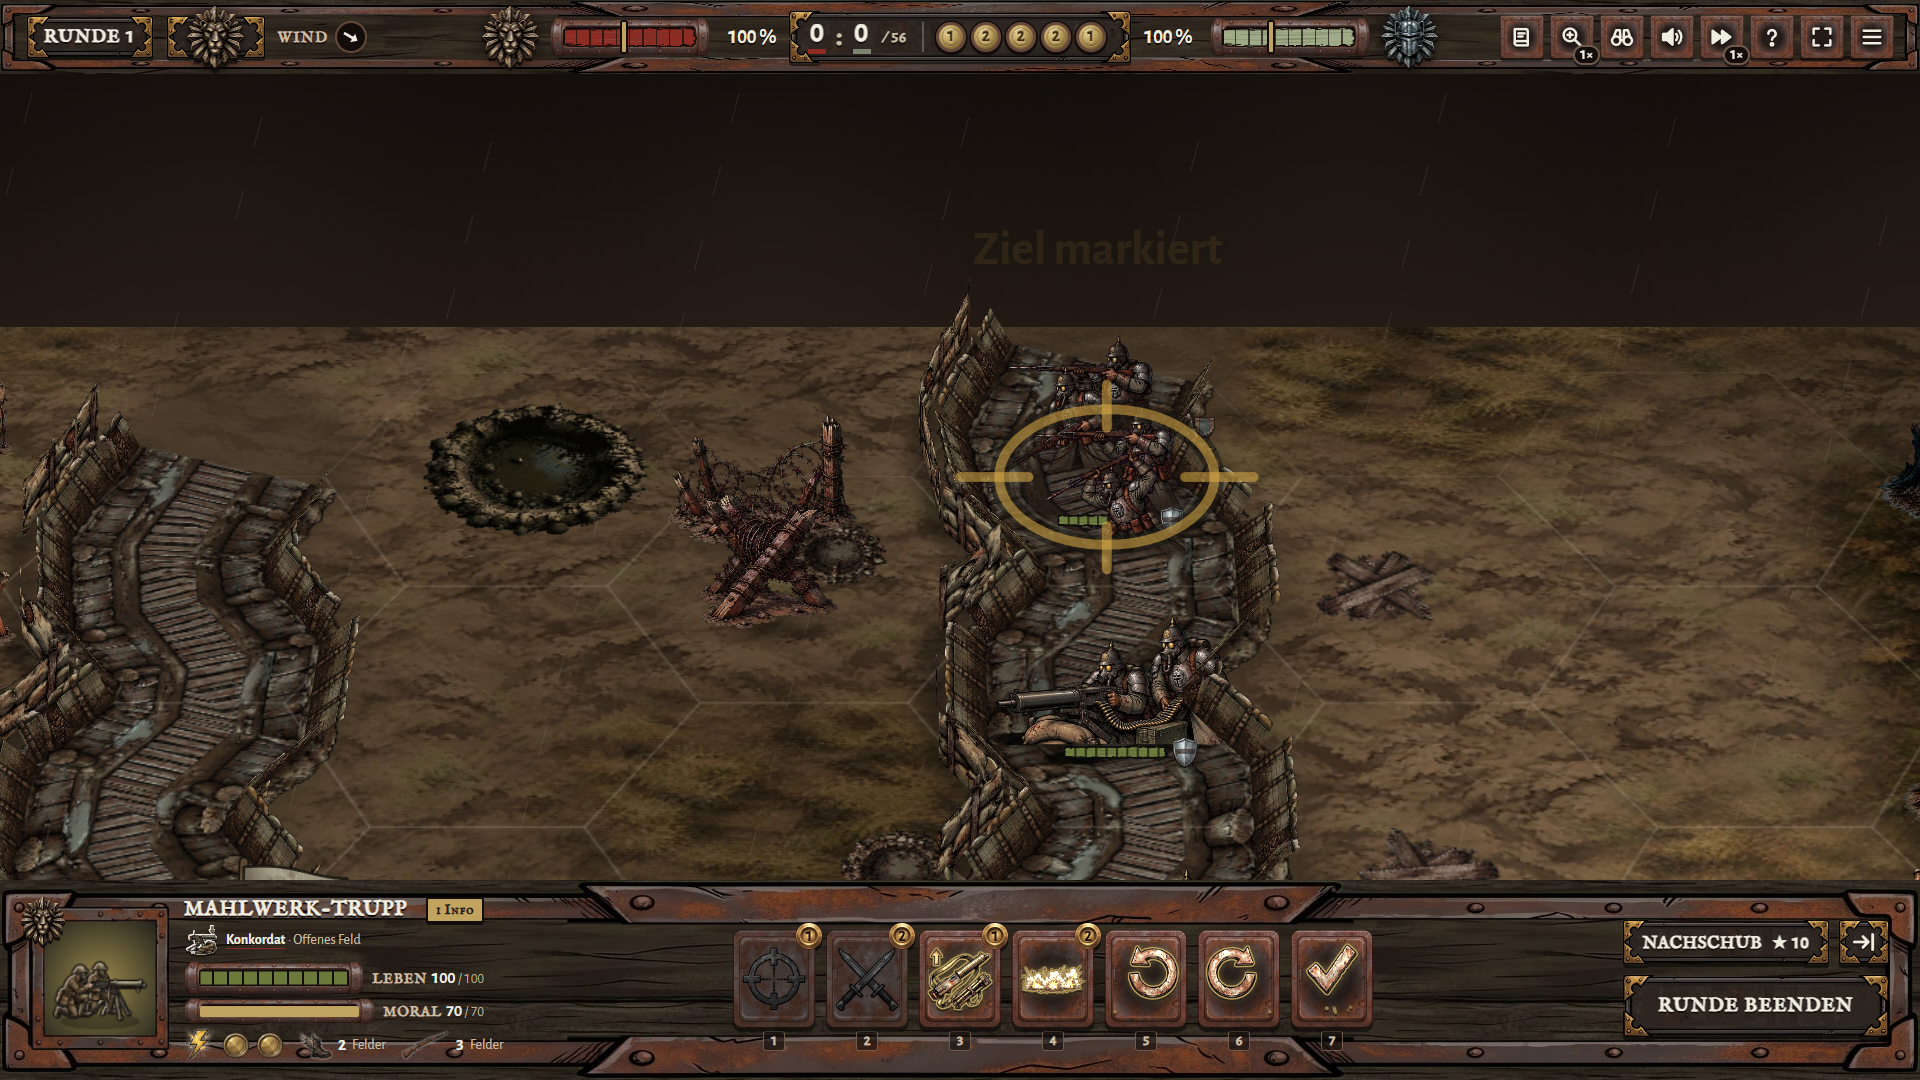 RUNDE 1
WIND
100 %
0 : 0 /56
1 2 2 2 1
100 %
1×
1×
?
Ziel markiert
MAHLWERK-TRUPP
i Info
Konkordat · Offenes Feld
LEBEN 100/100
MORAL 70/70
2 Felder
3 Felder
1 2 1 2
1 2 3 4 5 6 7
NACHSCHUB ★ 10
RUNDE BEENDEN